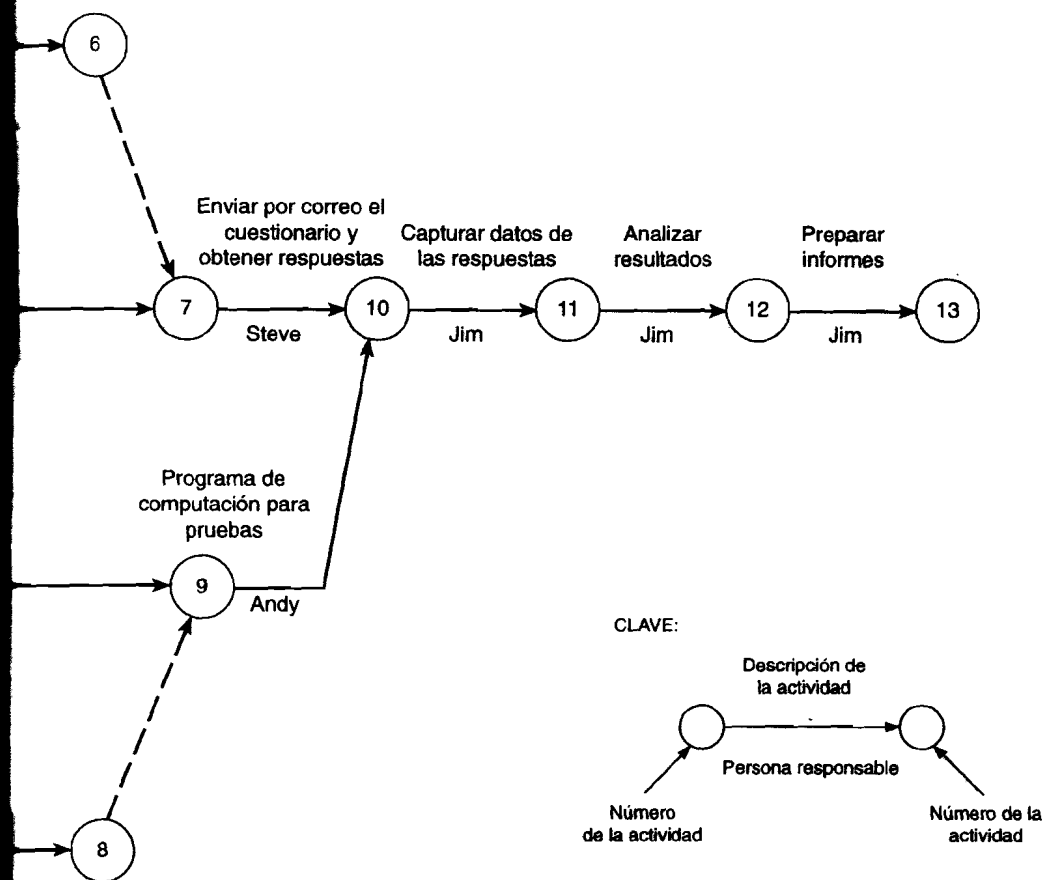 6
Enviar por correo el
cuestionario y
obtener respuestas
Capturar datos de
las respuestas
Analizar
resultados
Preparar
informes
7
10
11
12
13
Steve
Jim
Jim
Jim
Programa de
computación para
pruebas
9
Andy
8
CLAVE:
Descripción de
la actividad
Persona responsable
Número
de la actividad
Número de la
actividad